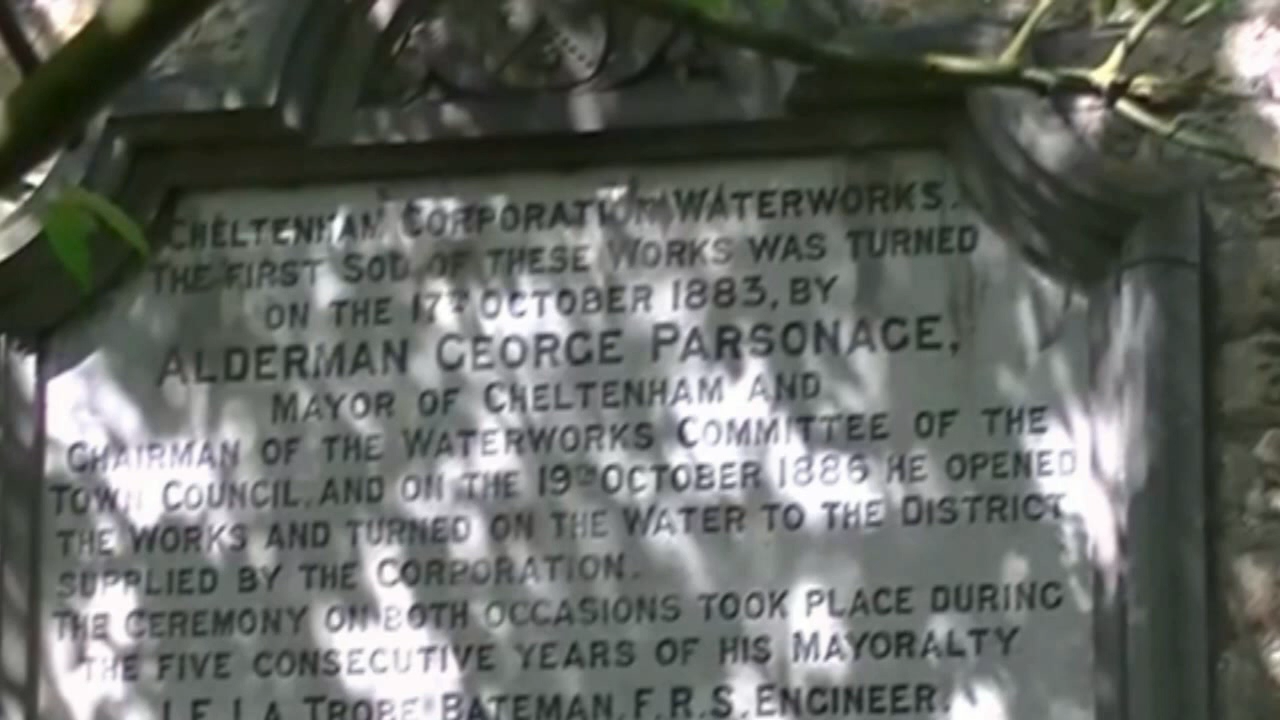 CHELTENHAM CORPORATION WATERWORKS.
THE FIRST SOD OF THESE WORKS WAS TURNED
ON THE 17TH OCTOBER 1883, BY
ALDERMAN GEORGE PARSONAGE,
MAYOR OF CHELTENHAM AND
CHAIRMAN OF THE WATERWORKS COMMITTEE OF THE
TOWN COUNCIL, AND ON THE 19TH OCTOBER 1886 HE OPENED
THE WORKS AND TURNED ON THE WATER TO THE DISTRICT
SUPPLIED BY THE CORPORATION.
THE CEREMONY ON BOTH OCCASIONS TOOK PLACE DURING
THE FIVE CONSECUTIVE YEARS OF HIS MAYORALTY
J.F. LA TROBE BATEMAN, F.R.S. ENGINEER.